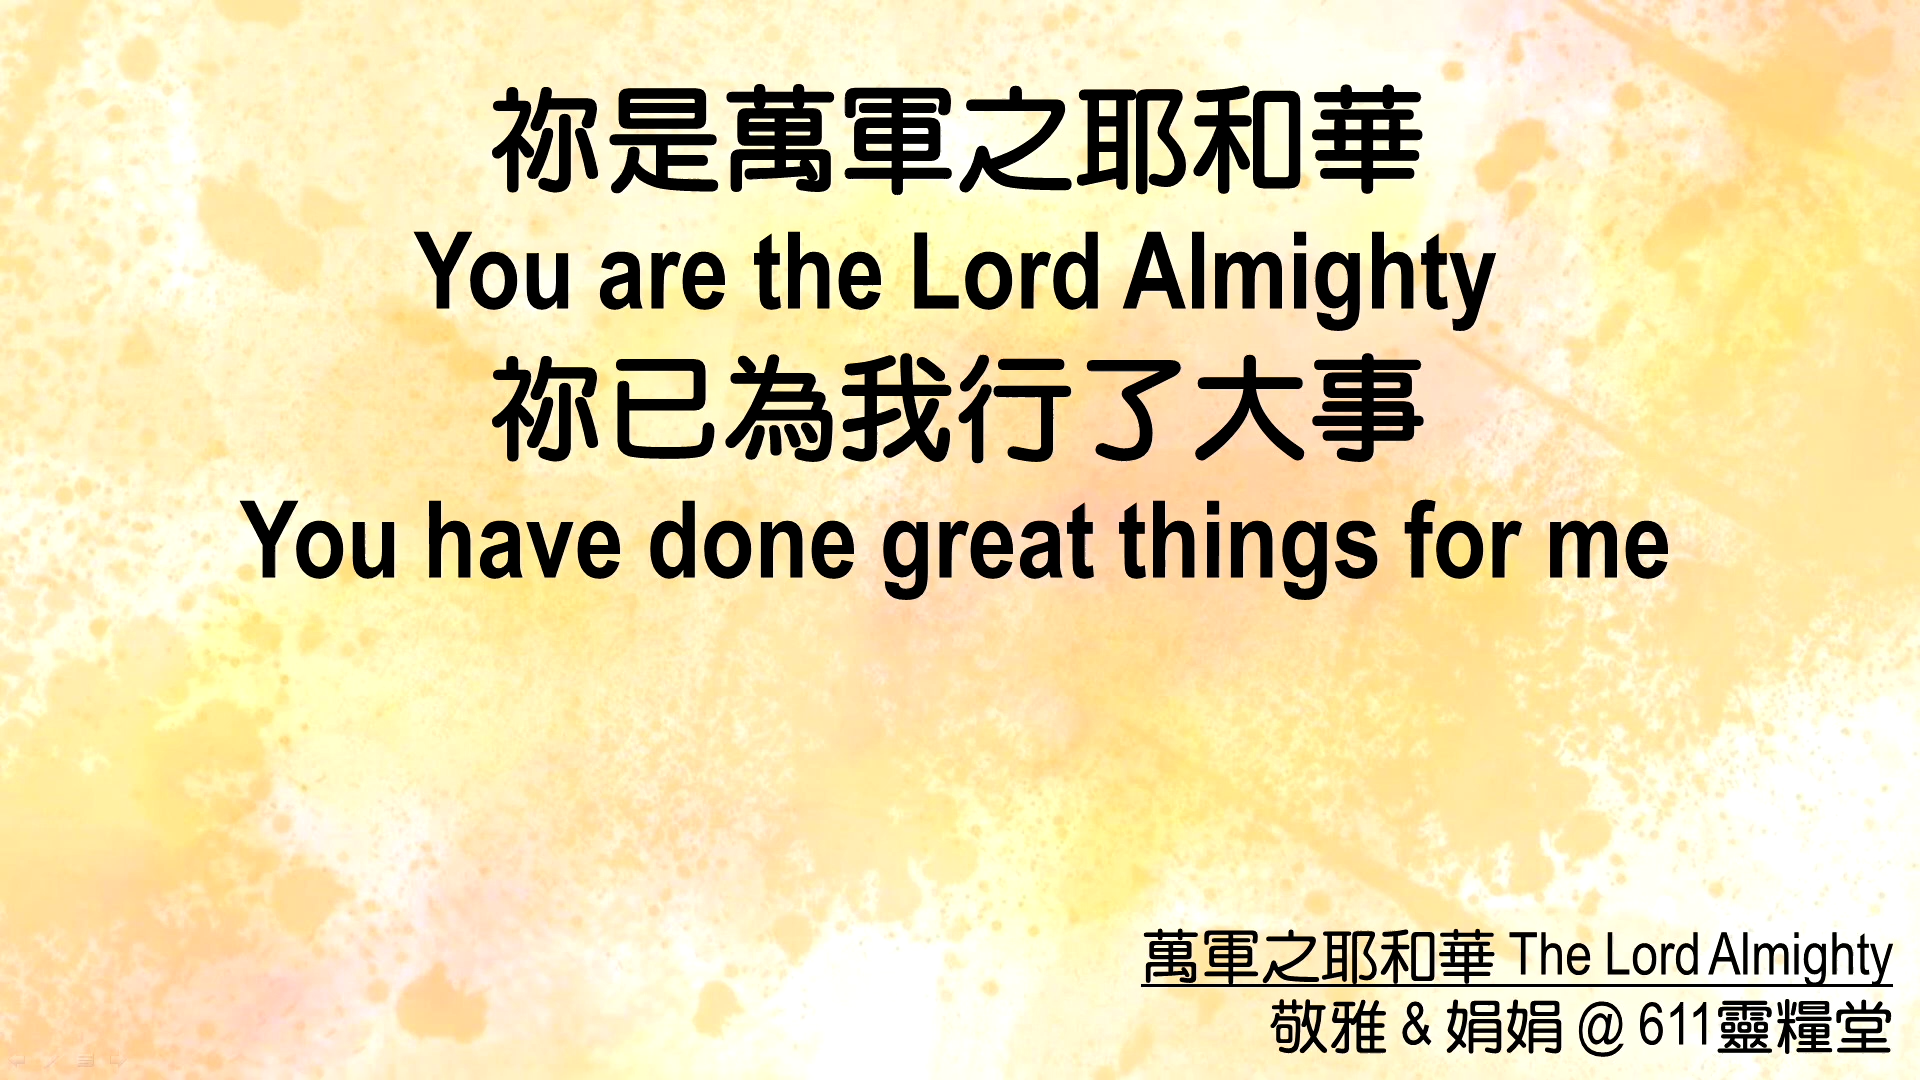 祢是萬軍之耶和華
You are the Lord Almighty
祢已為我行了大事
You have done great things for me
萬軍之耶和華 The Lord Almighty
敬雅 & 娟娟 @ 611靈糧堂